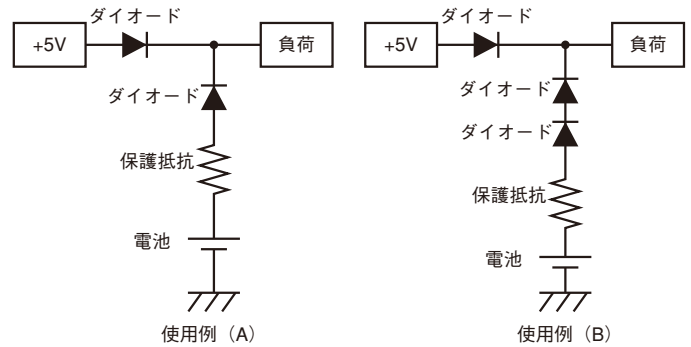 ダイオード
+5V
負荷
ダイオード
保護抵抗
電池
使用例（A）
ダイオード
+5V
負荷
ダイオード
ダイオード
保護抵抗
電池
使用例（B）